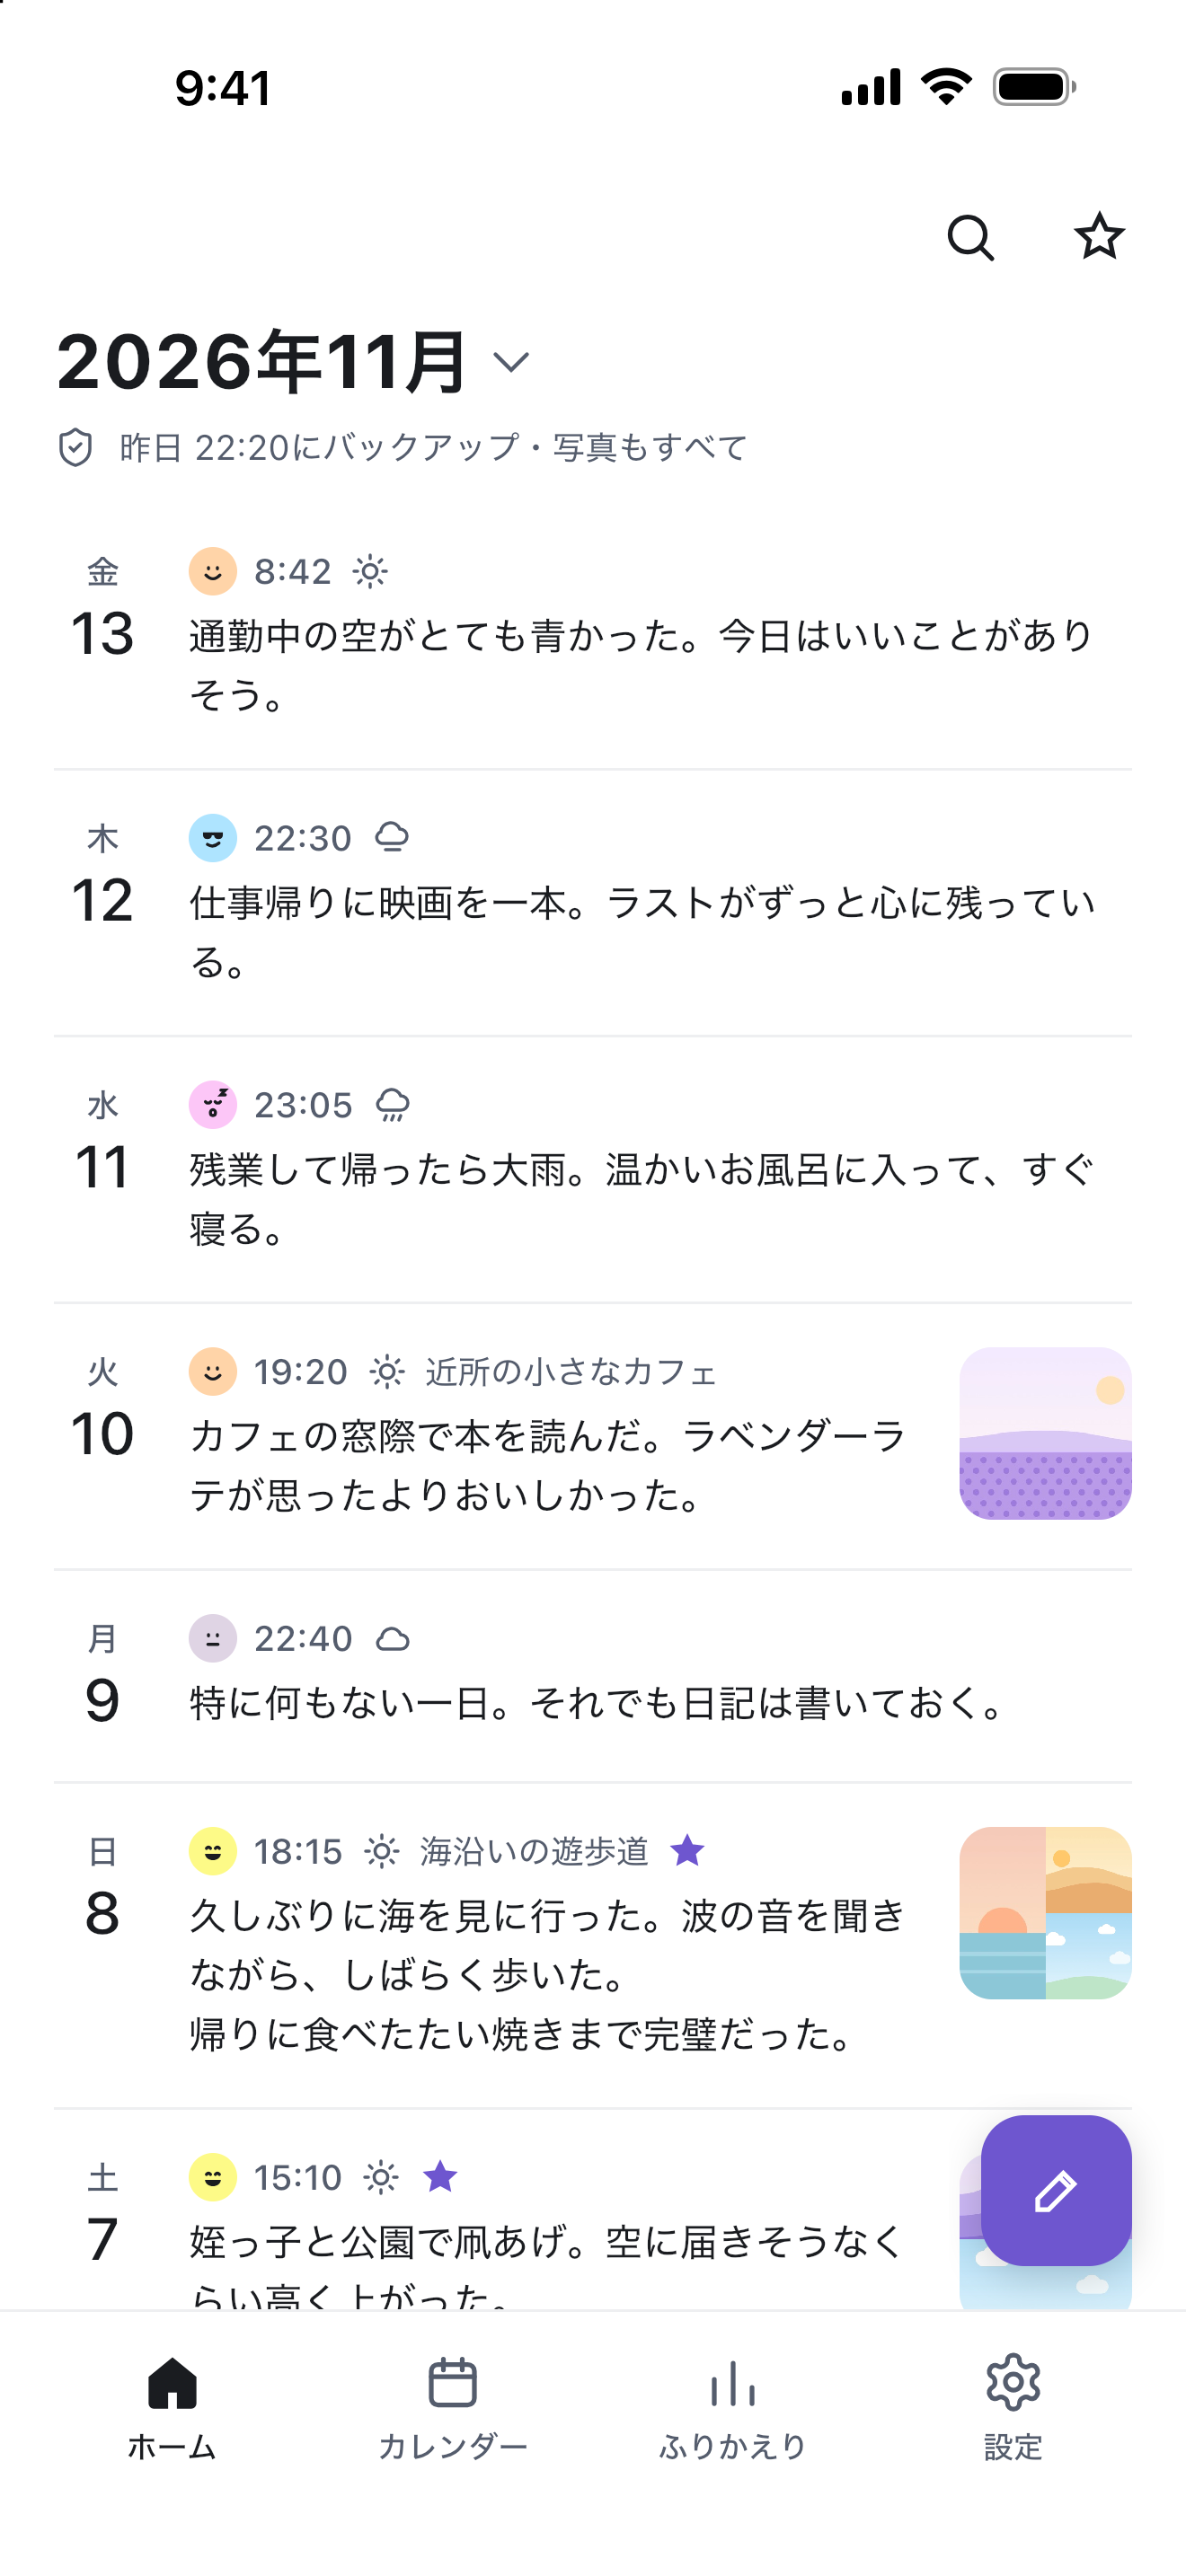 9:41
2026年11月
昨日 22:20にバックアップ・写真もすべて
金
13
8:42
通勤中の空がとても青かった。今日はいいことがあり
そう。
木
12
22:30
仕事帰りに映画を一本。ラストがずっと心に残ってい
る。
水
11
23:05
残業して帰ったら大雨。温かいお風呂に入って、すぐ
寝る。
火
10
19:20 近所の小さなカフェ
カフェの窓際で本を読んだ。ラベンダーラ
テが思ったよりおいしかった。
月
9
22:40
特に何もない一日。それでも日記は書いておく。
日
8
18:15 海沿いの遊歩道
久しぶりに海を見に行った。波の音を聞き
ながら、しばらく歩いた。
帰りに食べたたい焼きまで完璧だった。
土
7
15:10
姪っ子と公園で凧あげ。空に届きそうなく
らい高く上がった。
ホーム
カレンダー
ふりかえり
設定